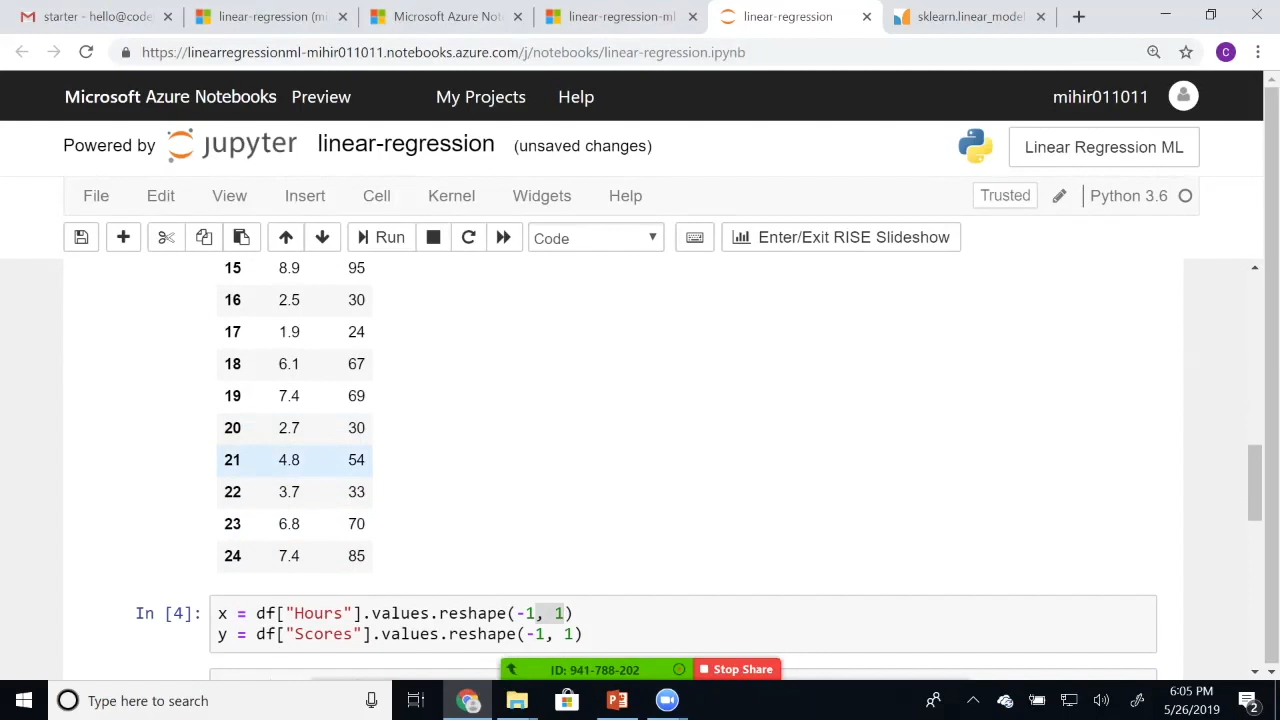 starter - hello@code
linear-regression (mi
Microsoft Azure Not
linear-regression-ml
linear-regression
sklearn.linear_model
https://linearregressionml-mihir011011.notebooks.azure.com/j/notebooks/linear-regression.ipynb
C
Microsoft Azure Notebooks Preview My Projects Help mihir011011
Powered by jupyter linear-regression (unsaved changes) Linear Regression ML
File Edit View Insert Cell Kernel Widgets Help Trusted Python 3.6
Run Code Enter/Exit RISE Slideshow
15 8.9 95
16 2.5 30
17 1.9 24
18 6.1 67
19 7.4 69
20 2.7 30
21 4.8 54
22 3.7 33
23 6.8 70
24 7.4 85
In [4]: x = df["Hours"].values.reshape(-1, 1)
y = df["Scores"].values.reshape(-1, 1)
ID: 941-788-202 Stop Share
Type here to search
6:05 PM
5/26/2019
2